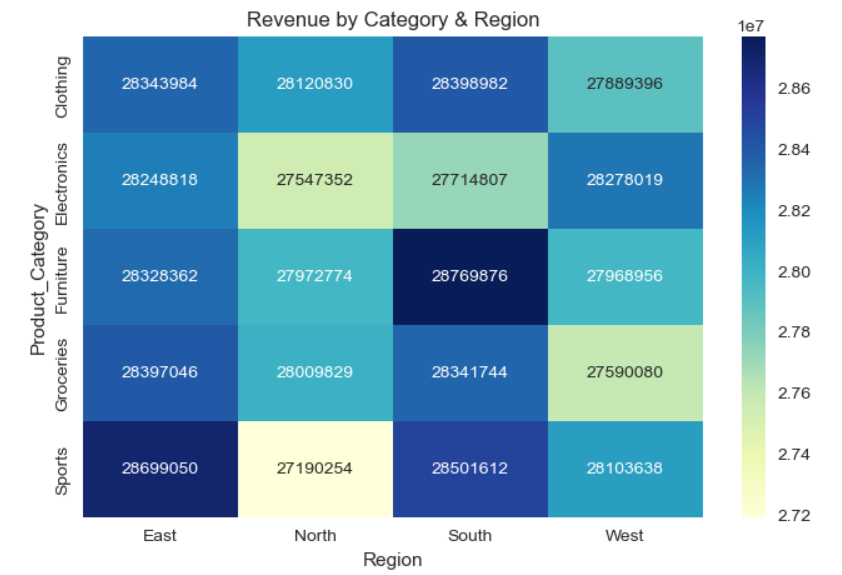 Revenue by Category & Region
1e7
Product_Category
Clothing 28343984 28120830 28398982 27889396
Electronics 28248818 27547352 27714807 28278019
Furniture 28328362 27972774 28769876 27968956
Groceries 28397046 28009829 28341744 27590080
Sports 28699050 27190254 28501612 28103638
East North South West
Region
2.86
2.84
2.82
2.80
2.78
2.76
2.74
2.72